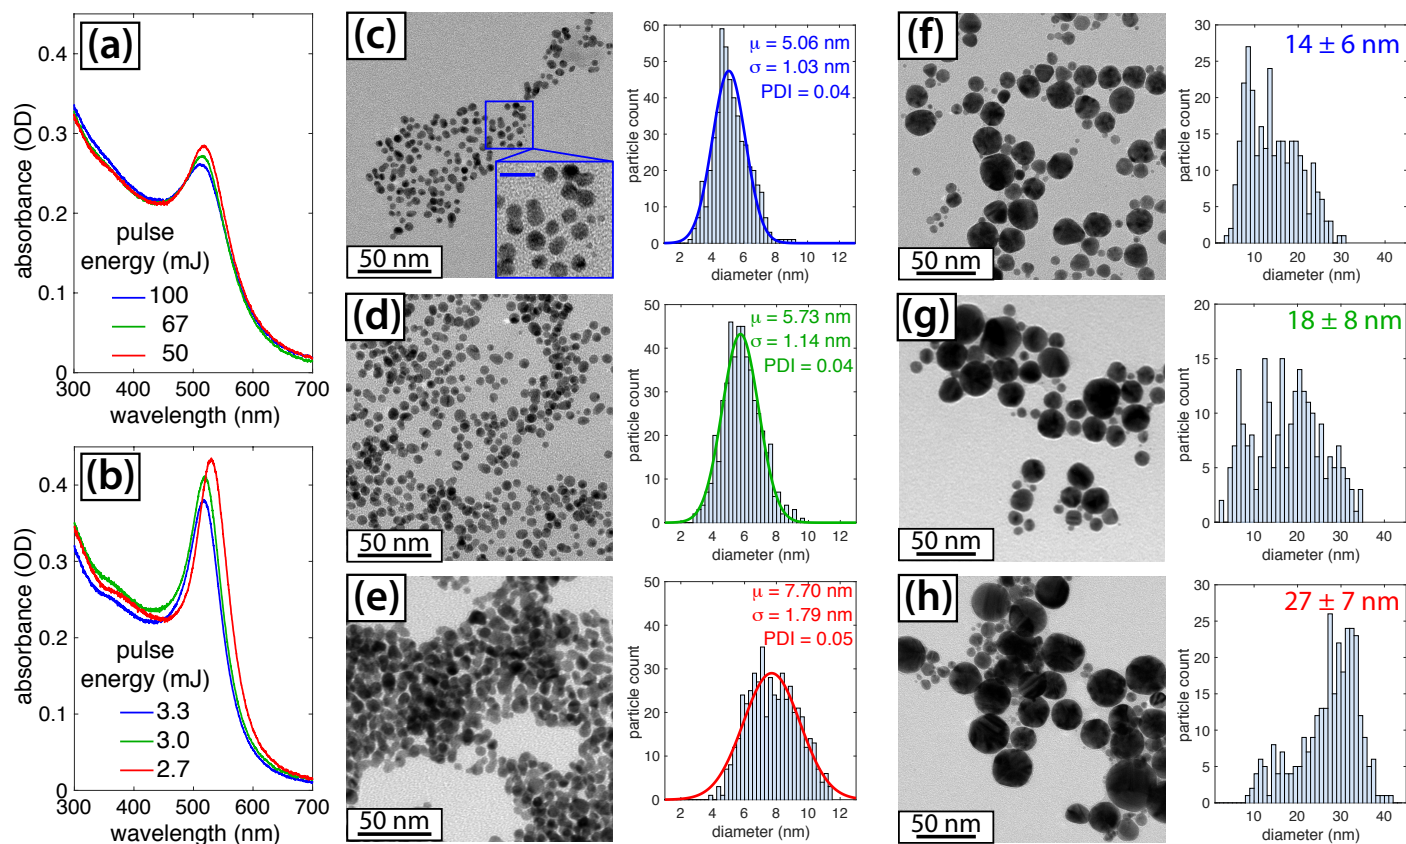 (a)
absorbance (OD)
0.4
0.3
0.2
0.1
0
pulse
energy (mJ)
100
67
50
300 400 500 600 700
wavelength (nm)
(b)
absorbance (OD)
0.4
0.3
0.2
0.1
0
pulse
energy (mJ)
3.3
3.0
2.7
300 400 500 600 700
wavelength (nm)
(c)
50 nm
particle count
60
50
40
30
20
10
0
μ = 5.06 nm
σ = 1.03 nm
PDI = 0.04
2 4 6 8 10 12
diameter (nm)
(d)
50 nm
particle count
50
40
30
20
10
0
μ = 5.73 nm
σ = 1.14 nm
PDI = 0.04
2 4 6 8 10 12
diameter (nm)
(e)
50 nm
particle count
50
40
30
20
10
0
μ = 7.70 nm
σ = 1.79 nm
PDI = 0.05
2 4 6 8 10 12
diameter (nm)
(f)
50 nm
particle count
30
25
20
15
10
5
0
14 ± 6 nm
10 20 30 40
diameter (nm)
(g)
50 nm
particle count
20
15
10
5
0
18 ± 8 nm
10 20 30 40
diameter (nm)
(h)
50 nm
particle count
30
25
20
15
10
5
0
27 ± 7 nm
10 20 30 40
diameter (nm)